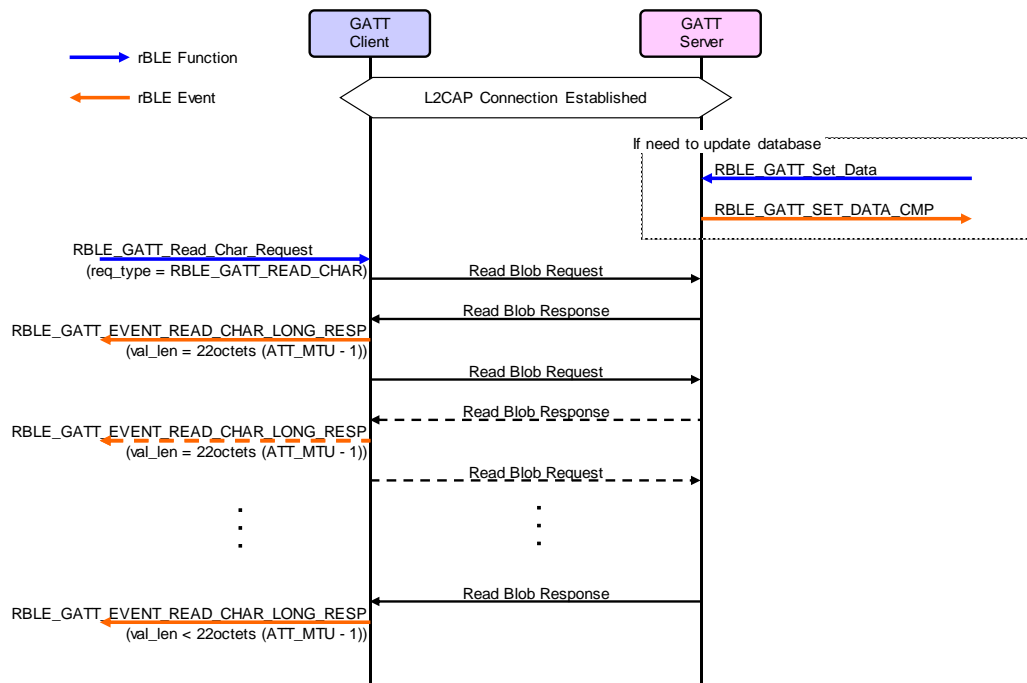 GATT
Client
GATT
Server
rBLE Function
rBLE Event
L2CAP Connection Established
If need to update database
RBLE_GATT_Set_Data
RBLE_GATT_SET_DATA_CMP
RBLE_GATT_Read_Char_Request
(req_type = RBLE_GATT_READ_CHAR)
Read Blob Request
Read Blob Response
RBLE_GATT_EVENT_READ_CHAR_LONG_RESP
(val_len = 22octets (ATT_MTU - 1))
Read Blob Request
Read Blob Response
RBLE_GATT_EVENT_READ_CHAR_LONG_RESP
(val_len = 22octets (ATT_MTU - 1))
Read Blob Request
Read Blob Response
RBLE_GATT_EVENT_READ_CHAR_LONG_RESP
(val_len < 22octets (ATT_MTU - 1))